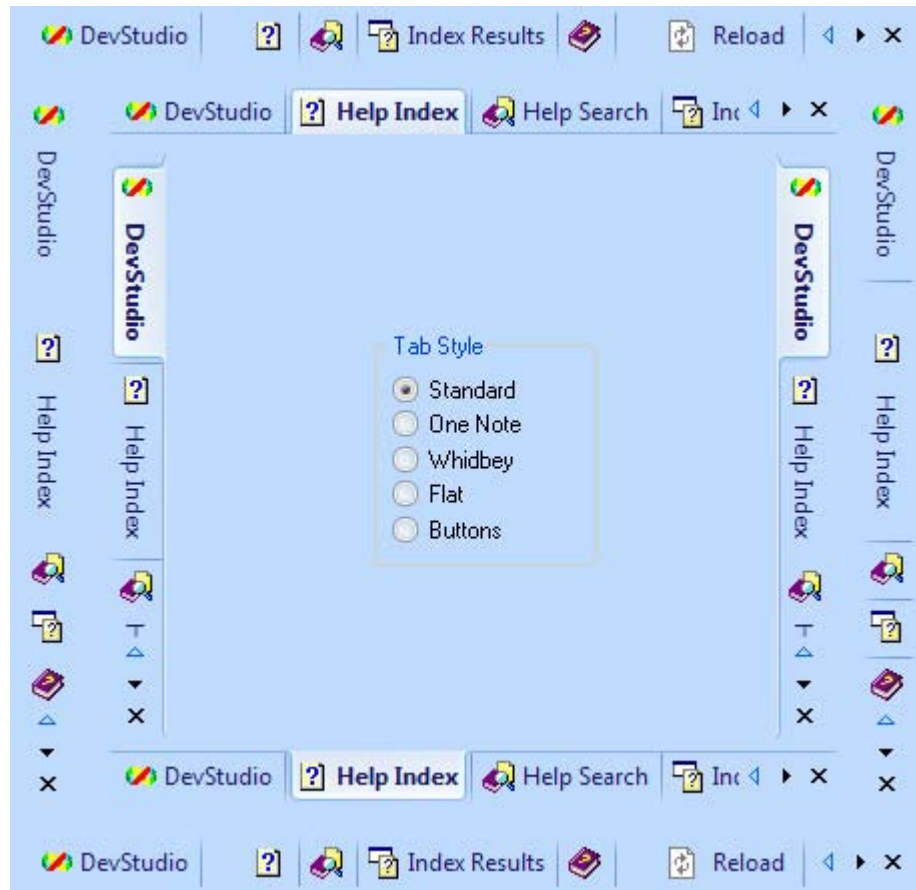 DevStudio Index Results Reload
DevStudio Help Index Help Search Inc
DevStudio
Help Index
DevStudio
Help Index
Tab Style
Standard
One Note
Whidbey
Flat
Buttons
DevStudio
Help Index
DevStudio
Help Index
DevStudio Help Index Help Search Inc
DevStudio Index Results Reload